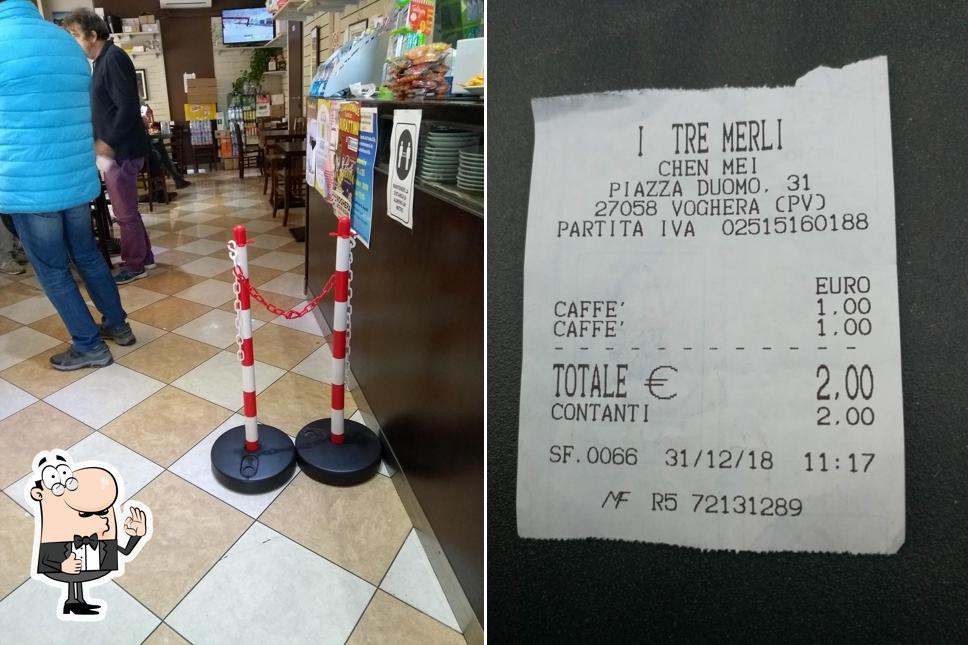 I TRE MERLI
CHEN MEI
PIAZZA DUOMO, 31
27058 VOGHERA (PV)
PARTITA IVA 02515160188
EURO
CAFFE' 1.00
CAFFE' 1.00
- - - - - - - - - - - - -
TOTALE € 2,00
CONTANTI 2.00
SF.0066 31/12/18 11:17
MF R5 72131289